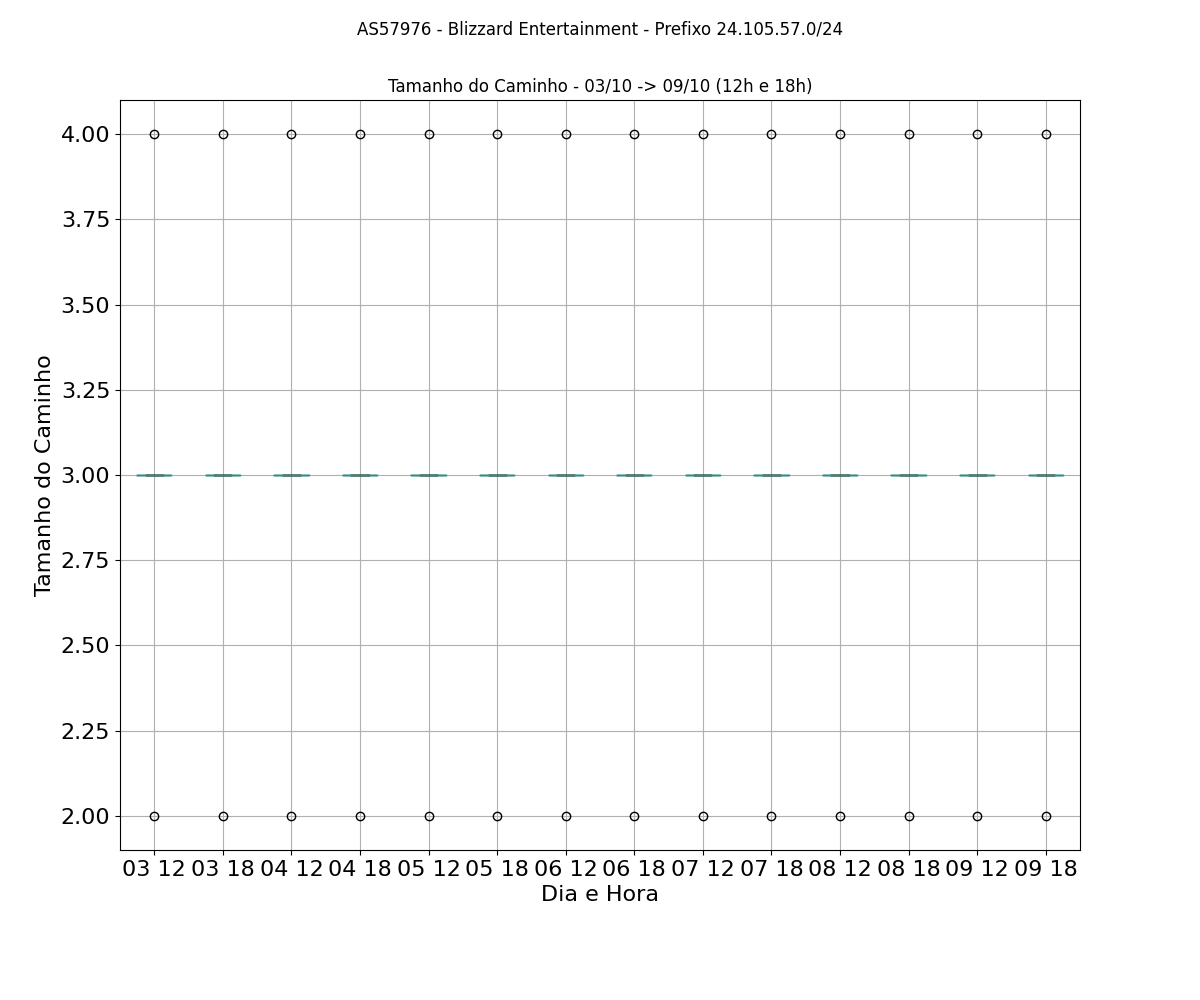 AS57976 - Blizzard Entertainment - Prefixo 24.105.57.0/24
Tamanho do Caminho - 03/10 -> 09/10 (12h e 18h)
4.00
3.75
3.50
3.25
3.00
2.75
2.50
2.25
2.00
Tamanho do Caminho
03 12 03 18 04 12 04 18 05 12 05 18 06 12 06 18 07 12 07 18 08 12 08 18 09 12 09 18
Dia e Hora